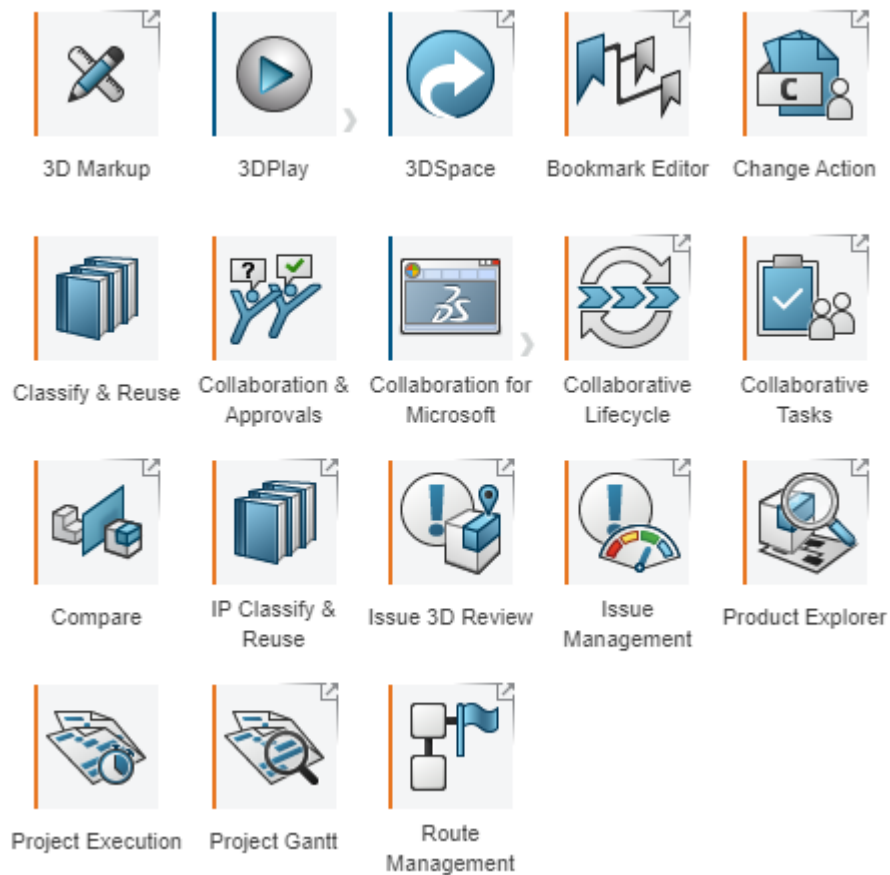 3D Markup
3DPlay
3DSpace
Bookmark Editor
C
Change Action
Classify & Reuse
?
Collaboration &
Approvals
3DS
Collaboration for
Microsoft
Collaborative
Lifecycle
Collaborative
Tasks
Compare
IP Classify &
Reuse
!
Issue 3D Review
!
Issue
Management
Product Explorer
Project Execution
Project Gantt
Route
Management